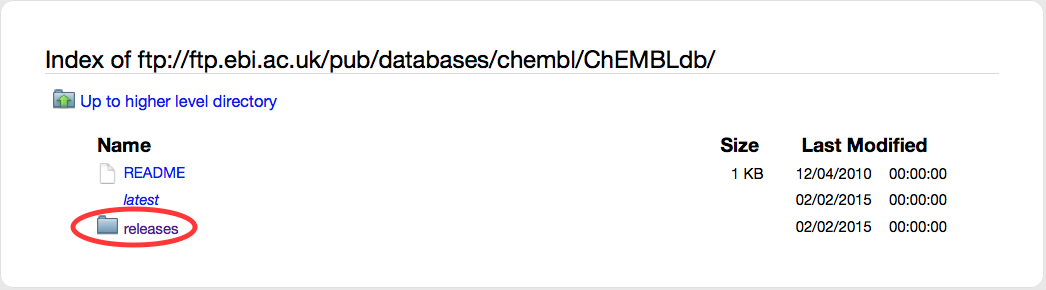 Index of ftp://ftp.ebi.ac.uk/pub/databases/chembl/ChEMBLdb/
Up to higher level directory
Name Size Last Modified
README 1 KB 12/04/2010 00:00:00
latest 02/02/2015 00:00:00
releases 02/02/2015 00:00:00